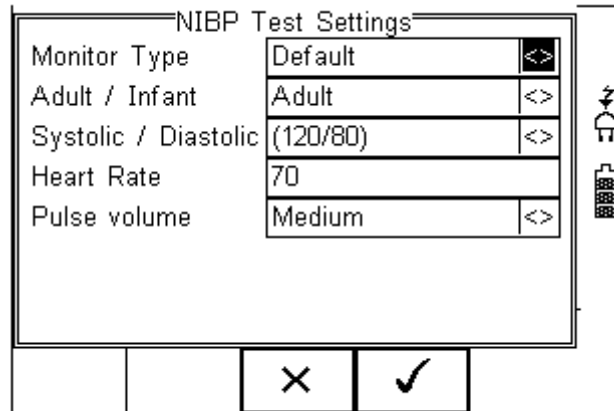 NIBP Test Settings
Monitor Type Default <>
Adult / Infant Adult <>
Systolic / Diastolic (120/80) <>
Heart Rate 70
Pulse volume Medium <>